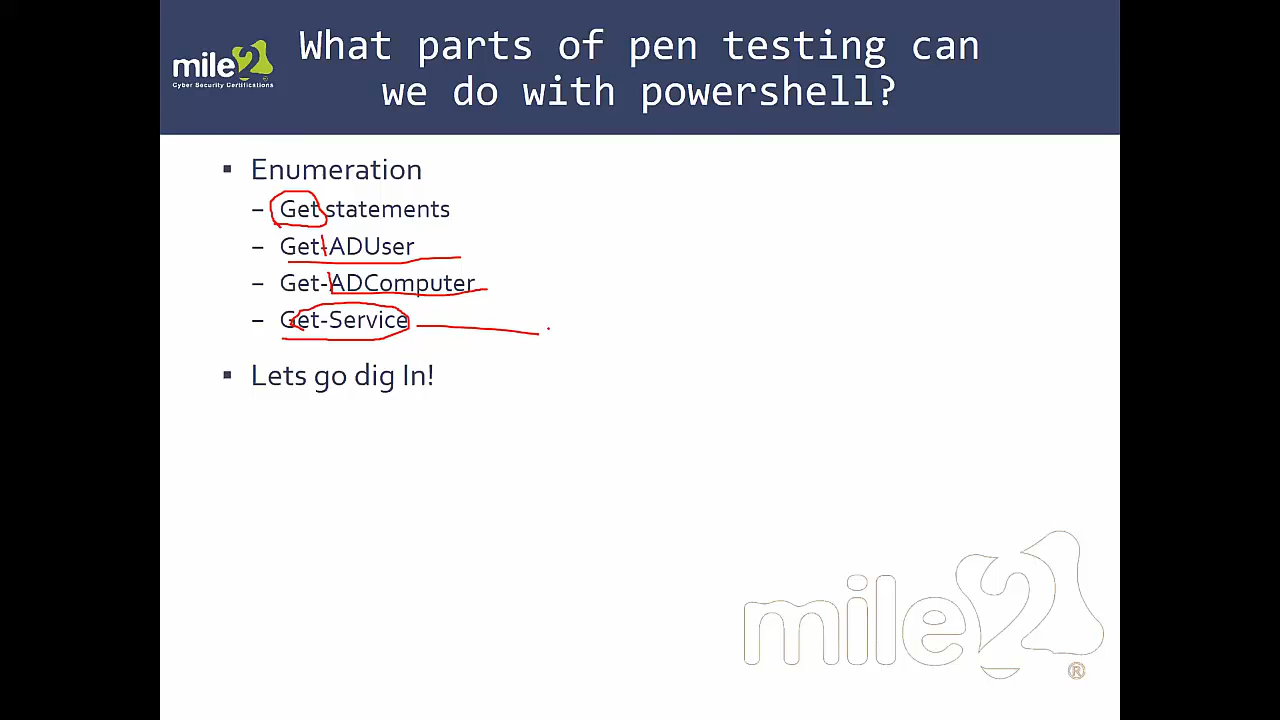 What parts of pen testing can
we do with powershell?
mile2
Cyber Security Certifications
▪ Enumeration
– Get statements
– Get-ADUser
– Get-ADComputer
– Get-Service
▪ Lets go dig In!
mile2®